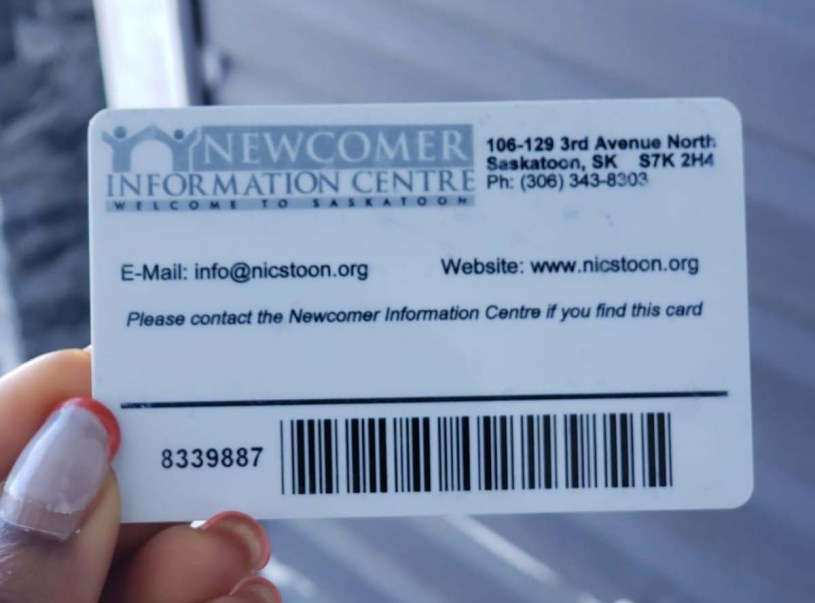 NEWCOMER
INFORMATION CENTRE
WELCOME TO SASKATOON
106-129 3rd Avenue North
Saskatoon, SK S7K 2H4
Ph: (306) 343-8303
E-Mail: info@nicstoon.org Website: www.nicstoon.org
Please contact the Newcomer Information Centre if you find this card
8339887